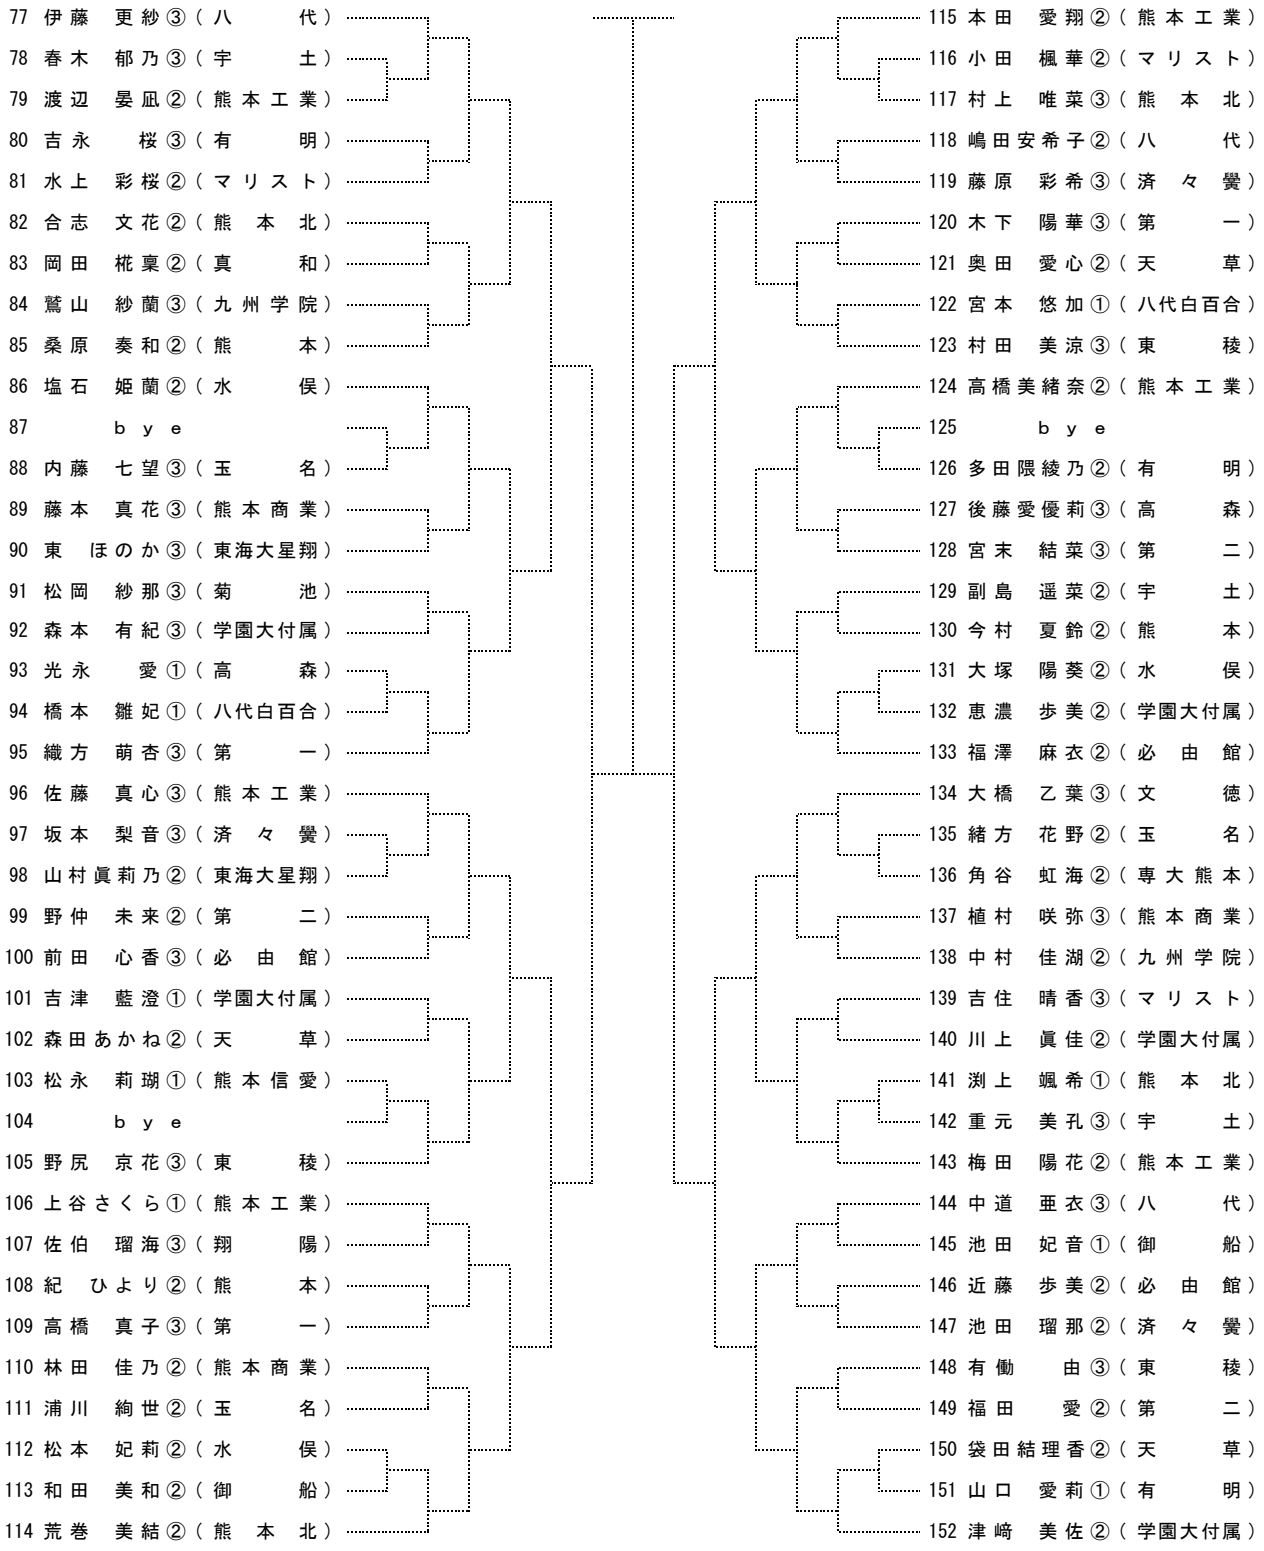 77 伊藤 更紗③（八代）
78 春木 郁乃③（宇土）
79 渡辺 晏凪②（熊本工業）
80 吉永 桜③（有明）
81 水上 彩桜②（マリスト）
82 合志 文花②（熊本北）
83 岡田 椛稟②（真和）
84 鷲山 紗蘭③（九州学院）
85 桑原 奏和②（熊本）
86 塩石 姫蘭②（水俣）
87 bye
88 内藤 七望③（玉名）
89 藤本 真花③（熊本商業）
90 東 ほのか③（東海大星翔）
91 松岡 紗那③（菊池）
92 森本 有紀③（学園大付属）
93 光永 愛①（高森）
94 橋本 雛妃①（八代白百合）
95 織方 萌杏③（第一）
96 佐藤 真心③（熊本工業）
97 坂本 梨音③（済々黌）
98 山村眞莉乃②（東海大星翔）
99 野仲 未来②（第二）
100 前田 心香③（必由館）
101 吉津 藍澄①（学園大付属）
102 森田あかね②（天草）
103 松永 莉瑚①（熊本信愛）
104 bye
105 野尻 京花③（東稜）
106 上谷さくら①（熊本工業）
107 佐伯 瑠海③（翔陽）
108 紀 ひより②（熊本）
109 高橋 真子③（第一）
110 林田 佳乃②（熊本商業）
111 浦川 絢世②（玉名）
112 松本 妃莉②（水俣）
113 和田 美和②（御船）
114 荒巻 美結②（熊本北）
115 本田 愛翔②（熊本工業）
116 小田 楓華②（マリスト）
117 村上 唯菜③（熊本北）
118 嶋田安希子②（八代）
119 藤原 彩希③（済々黌）
120 木下 陽華③（第一）
121 奥田 愛心②（天草）
122 宮本 悠加①（八代白百合）
123 村田 美涼③（東稜）
124 高橋美緒奈②（熊本工業）
125 bye
126 多田隈綾乃②（有明）
127 後藤愛優莉③（高森）
128 宮末 結菜③（第二）
129 副島 遥菜②（宇土）
130 今村 夏鈴②（熊本）
131 大塚 陽葵②（水俣）
132 恵濃 歩美②（学園大付属）
133 福澤 麻衣②（必由館）
134 大橋 乙葉③（文徳）
135 緒方 花野②（玉名）
136 角谷 虹海②（専大熊本）
137 植村 咲弥③（熊本商業）
138 中村 佳湖②（九州学院）
139 吉住 晴香③（マリスト）
140 川上 眞佳②（学園大付属）
141 渕上 颯希①（熊本北）
142 重元 美孔③（宇土）
143 梅田 陽花②（熊本工業）
144 中道 亜衣③（八代）
145 池田 妃音①（御船）
146 近藤 歩美②（必由館）
147 池田 瑠那②（済々黌）
148 有働 由③（東稜）
149 福田 愛②（第二）
150 袋田結理香②（天草）
151 山口 愛莉①（有明）
152 津﨑 美佐②（学園大付属）